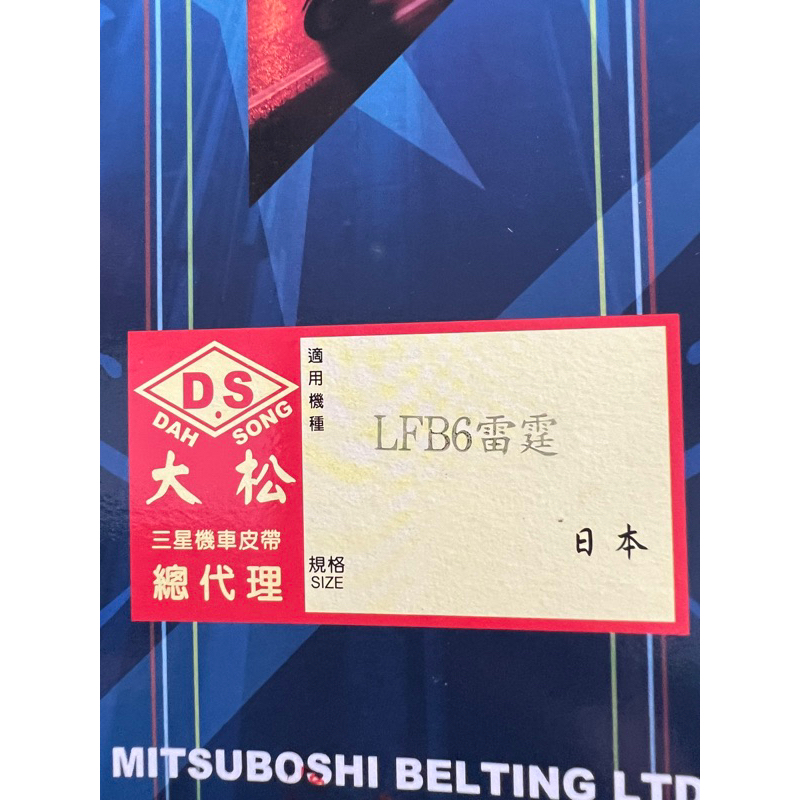 D.S
DAH SONG
大松
三星機車皮帶
總代理
適用機種
LFB6雷霆
日本
規格
SIZE
MITSUBOSHI BELTING LTD